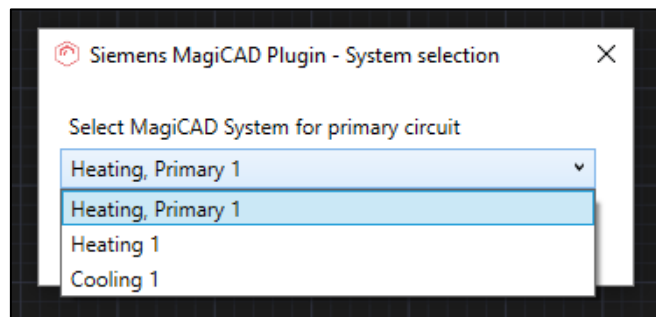 Siemens MagiCAD Plugin - System selection
Select MagiCAD System for primary circuit
Heating, Primary 1
Heating, Primary 1
Heating 1
Cooling 1